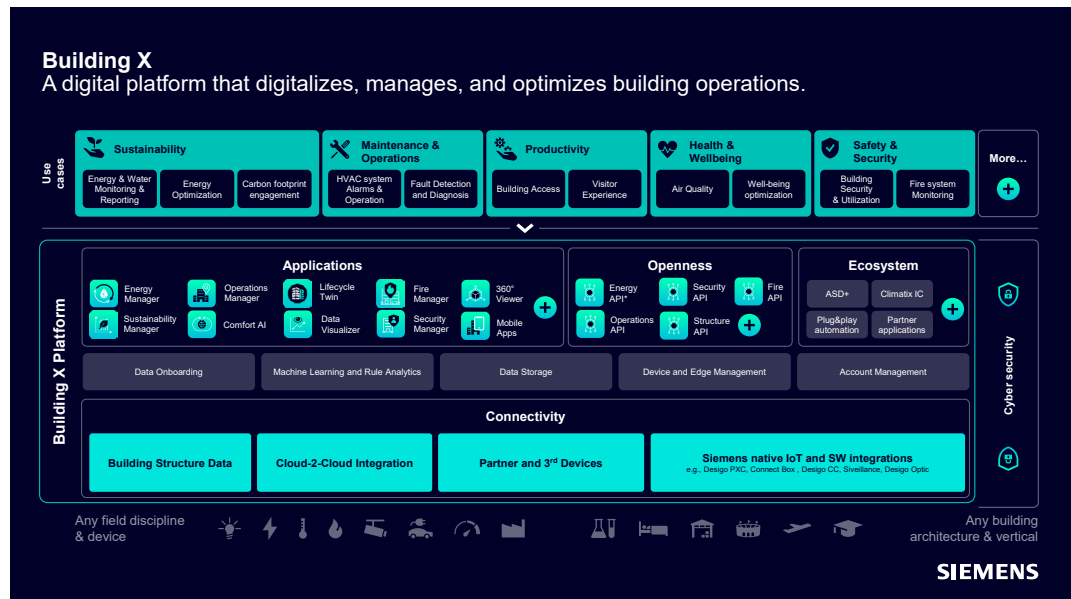 Building X
A digital platform that digitalizes, manages, and optimizes building operations.
Use
cases
Sustainability
Energy & Water
Monitoring &
Reporting
Energy
Optimization
Carbon footprint
engagement
Maintenance &
Operations
HVAC system
Alarms &
Operation
Fault Detection
and Diagnosis
Productivity
Building Access
Visitor
Experience
Health &
Wellbeing
Air Quality
Well-being
optimization
Safety &
Security
Building
Security
& Utilization
Fire system
Monitoring
More…
Building X Platform
Applications
Energy
Manager
Operations
Manager
Lifecycle
Twin
Fire
Manager
360°
Viewer
Sustainability
Manager
Comfort AI
Data
Visualizer
Security
Manager
Mobile
Apps
Openness
Energy
API*
Security
API
Fire
API
Operations
API
Structure
API
Ecosystem
ASD+
Climatix IC
Plug&play
automation
Partner
applications
Data Onboarding
Machine Learning and Rule Analytics
Data Storage
Device and Edge Management
Account Management
Connectivity
Building Structure Data
Cloud-2-Cloud Integration
Partner and 3rd Devices
Siemens native IoT and SW integrations
e.g., Desigo PXC, Connect Box , Desigo CC, Siveillance, Desigo Optic
Cyber security
Any field discipline
& device
Any building
architecture & vertical
SIEMENS